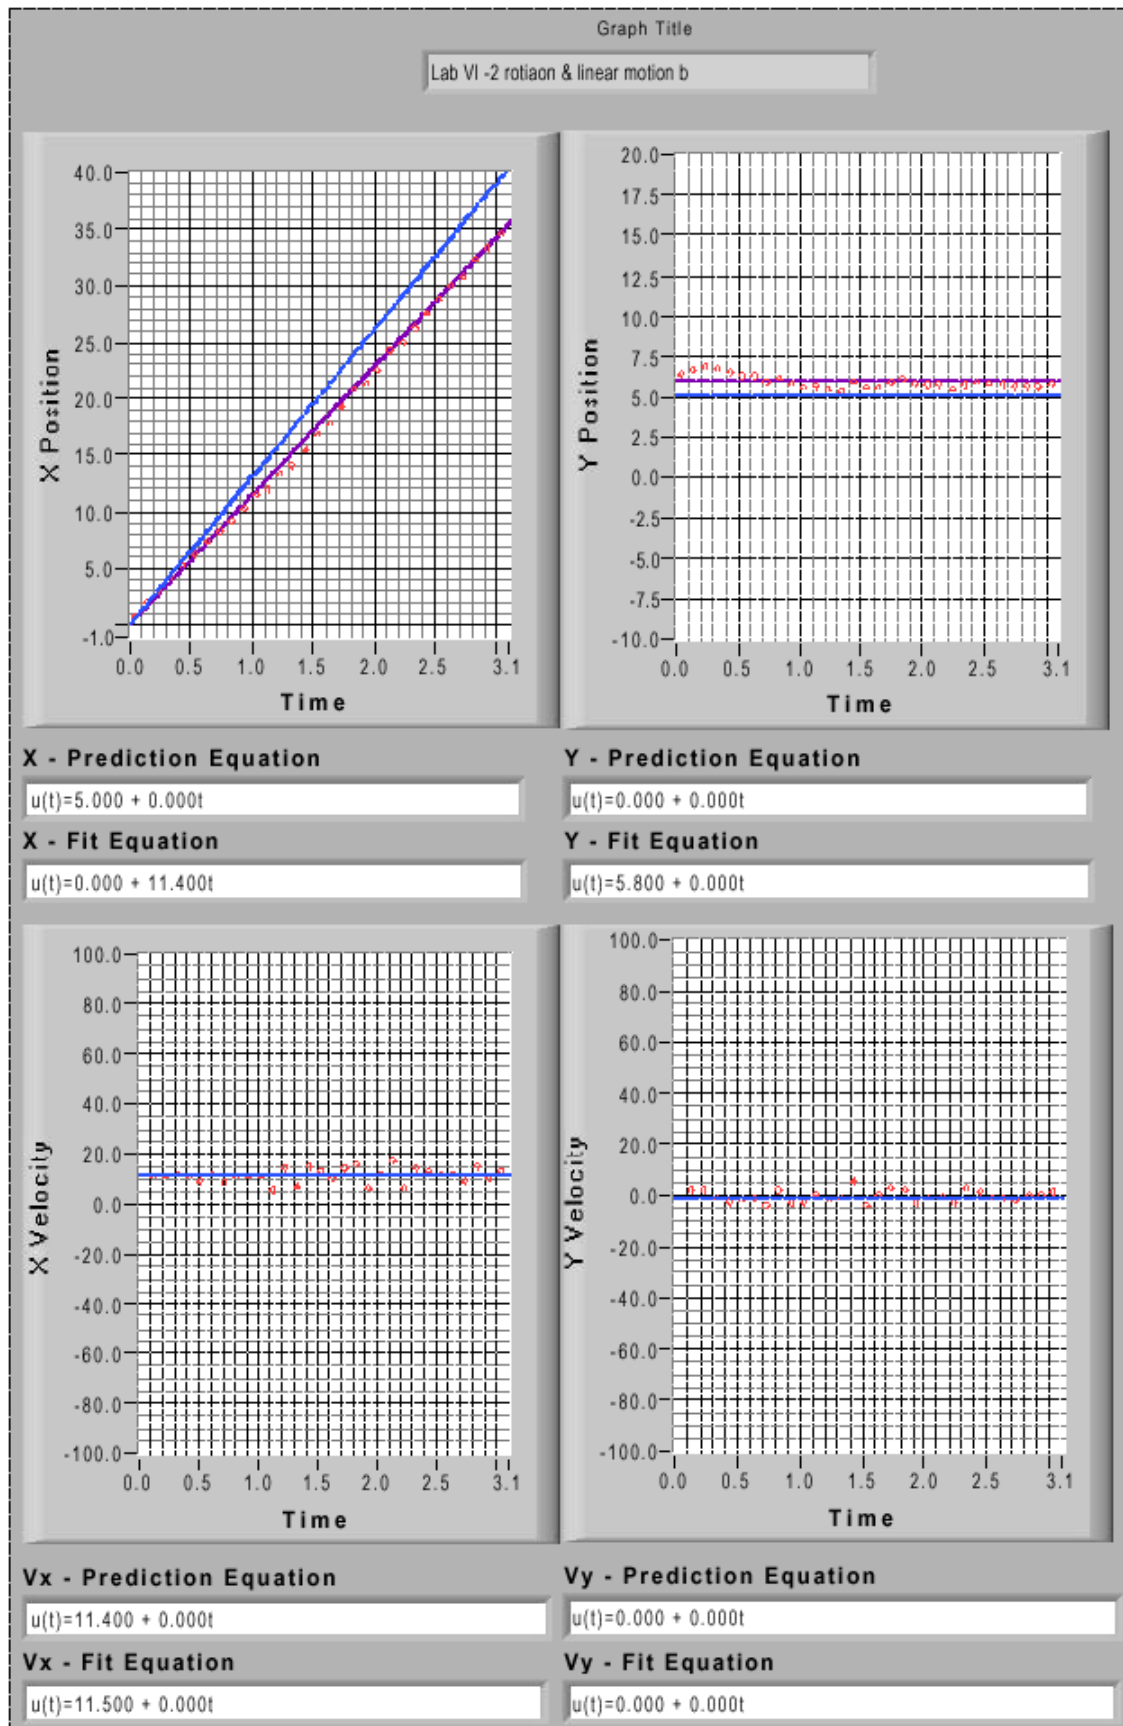 Graph Title
Lab VI -2 rotiaon & linear motion b
40.0
35.0
30.0
25.0
20.0
15.0
10.0
5.0
-1.0
X Position
0.0 0.5 1.0 1.5 2.0 2.5 3.1
Time
20.0
17.5
15.0
12.5
10.0
7.5
5.0
2.5
0.0
-2.5
-5.0
-7.5
-10.0
Y Position
0.0 0.5 1.0 1.5 2.0 2.5 3.1
Time
X - Prediction Equation
u(t)=5.000 + 0.000t
X - Fit Equation
u(t)=0.000 + 11.400t
Y - Prediction Equation
u(t)=0.000 + 0.000t
Y - Fit Equation
u(t)=5.800 + 0.000t
100.0
80.0
60.0
40.0
20.0
0.0
-20.0
-40.0
-60.0
-80.0
-100.0
X Velocity
0.0 0.5 1.0 1.5 2.0 2.5 3.1
Time
100.0
80.0
60.0
40.0
20.0
0.0
-20.0
-40.0
-60.0
-80.0
-100.0
Y Velocity
0.0 0.5 1.0 1.5 2.0 2.5 3.1
Time
Vx - Prediction Equation
u(t)=11.400 + 0.000t
Vx - Fit Equation
u(t)=11.500 + 0.000t
Vy - Prediction Equation
u(t)=0.000 + 0.000t
Vy - Fit Equation
u(t)=0.000 + 0.000t